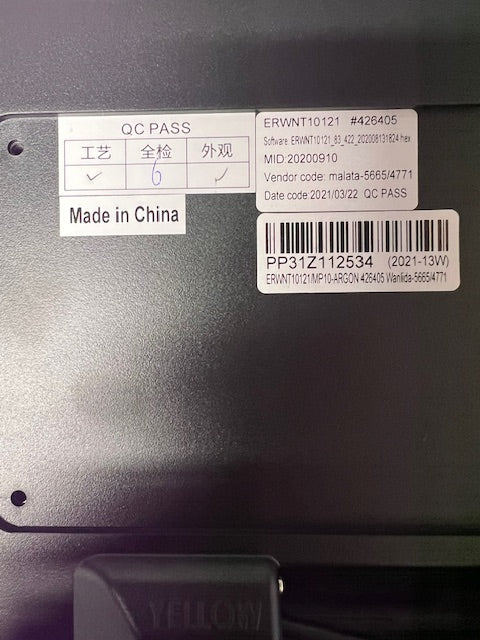 QC PASS
工艺 全检 外观
✓ 6 ✓
Made in China
ERWNT10121 #426405
Software: ERWNT10121_83_422_202008131824.hex
MID:20200910
Vendor code: malata-5665/4771
Date code:2021/03/22 QC PASS
PP31Z112534 (2021-13W)
ERWNT10121/MP10-ARGON 426405 Wanlida-5665/4771
YELLOW